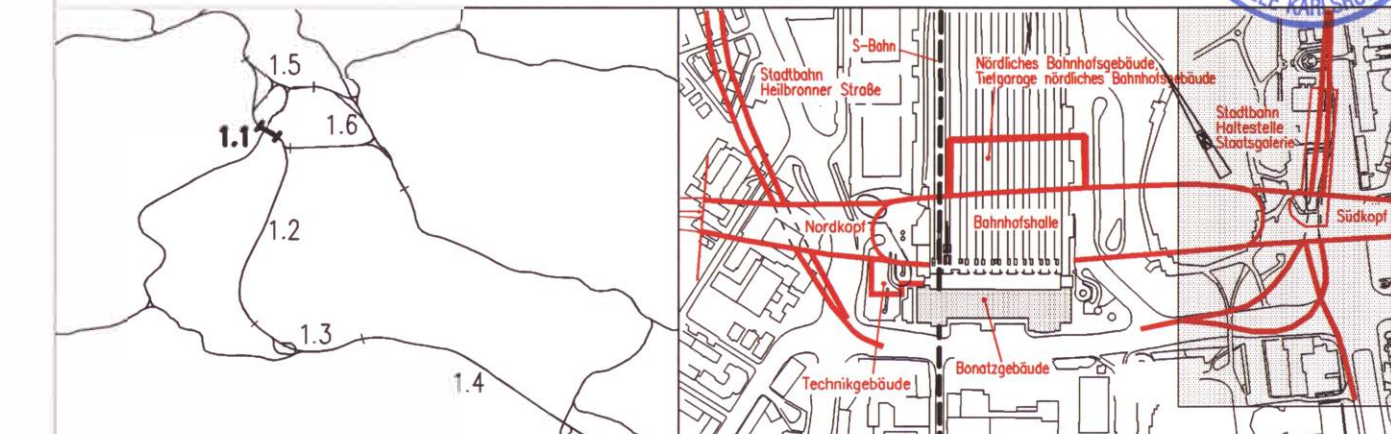 1.5
1.1
1.6
1.2
1.3
1.4
S-Bahn
Stadtbahn
Heilbronner Straße
Nördliches Bahnhofsgebäude,
Tiefgarage nördliches Bahnhofsgebäude
Stadtbahn
Haltestelle
Staatsgalerie
Nordkopf
Bahnhofshalle
Südkopf
Technikgebäude
Bonatzgebäude
KARLSRU